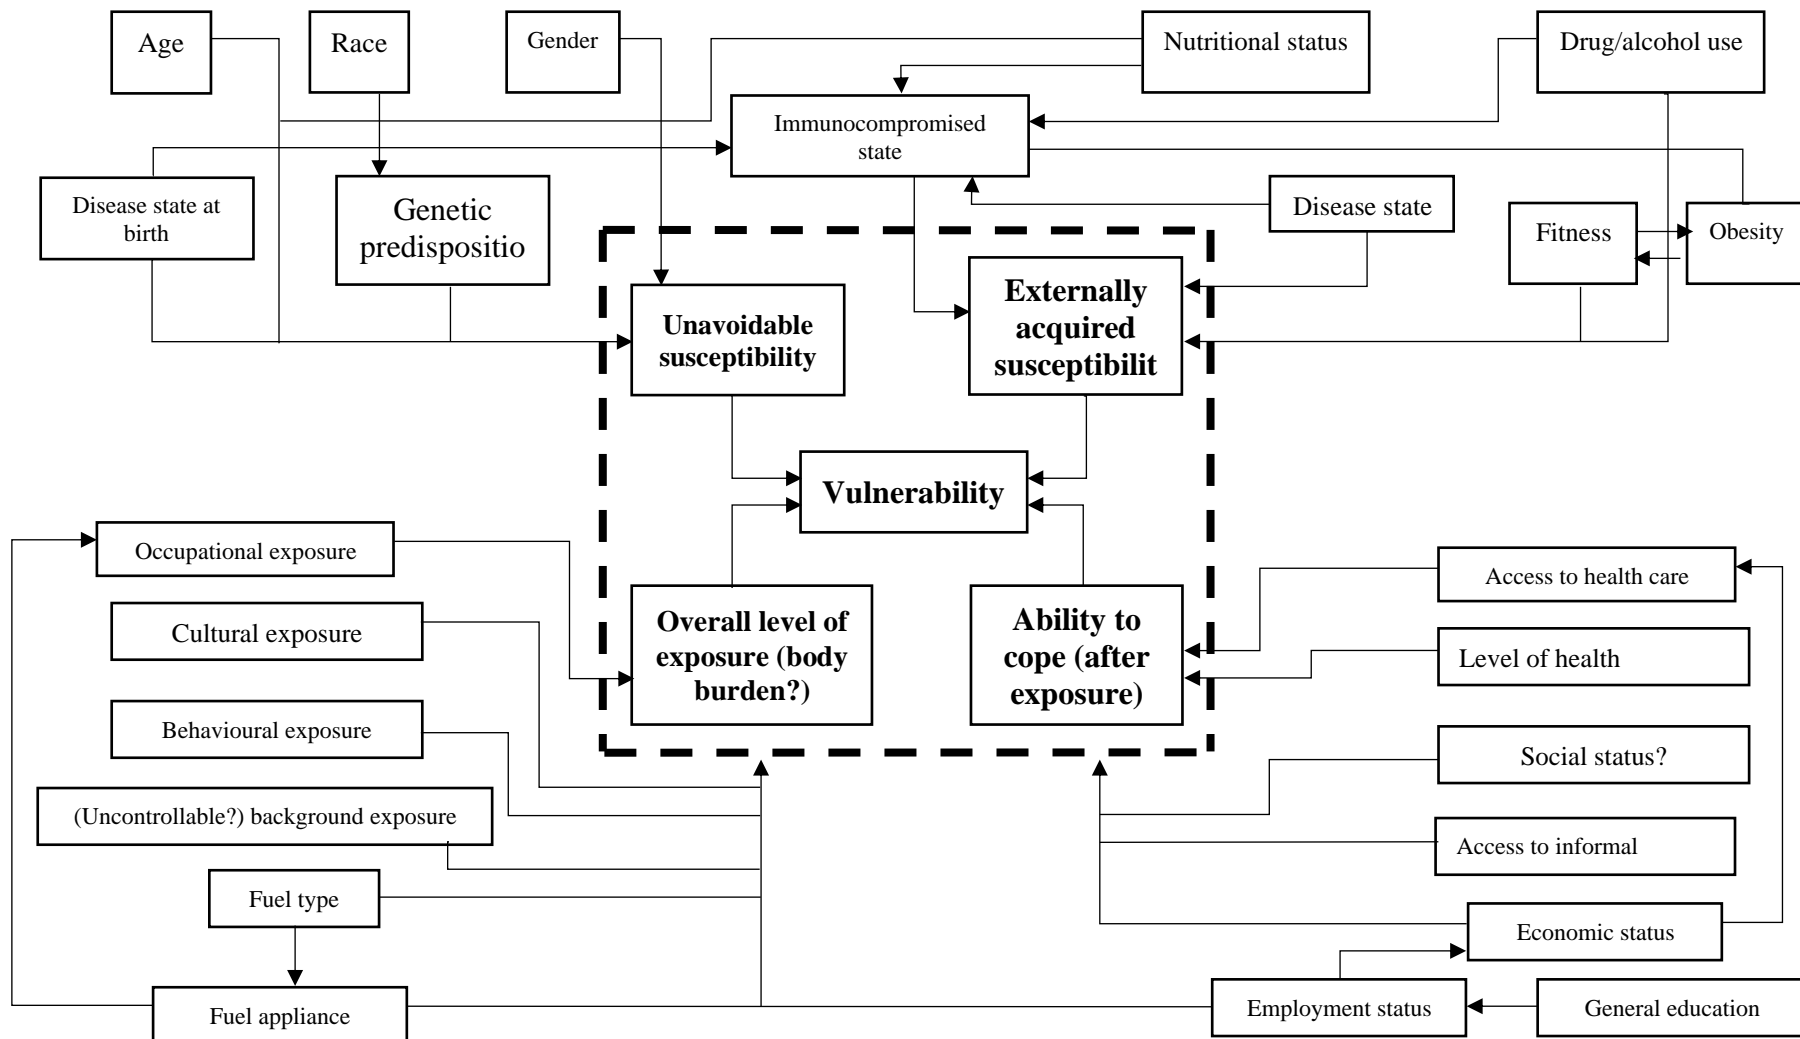 Age
Race
Gender
Nutritional status
Drug/alcohol use
Immunocompromised
state
Disease state at
birth
Genetic
predispositio
Disease state
Fitness
Obesity
Unavoidable
susceptibility
Externally
acquired
susceptibilit
Vulnerability
Occupational exposure
Cultural exposure
Behavioural exposure
(Uncontrollable?) background exposure
Fuel type
Fuel appliance
Overall level of
exposure (body
burden?)
Ability to
cope (after
exposure)
Access to health care
Level of health
Social status?
Access to informal
Economic status
Employment status
General education